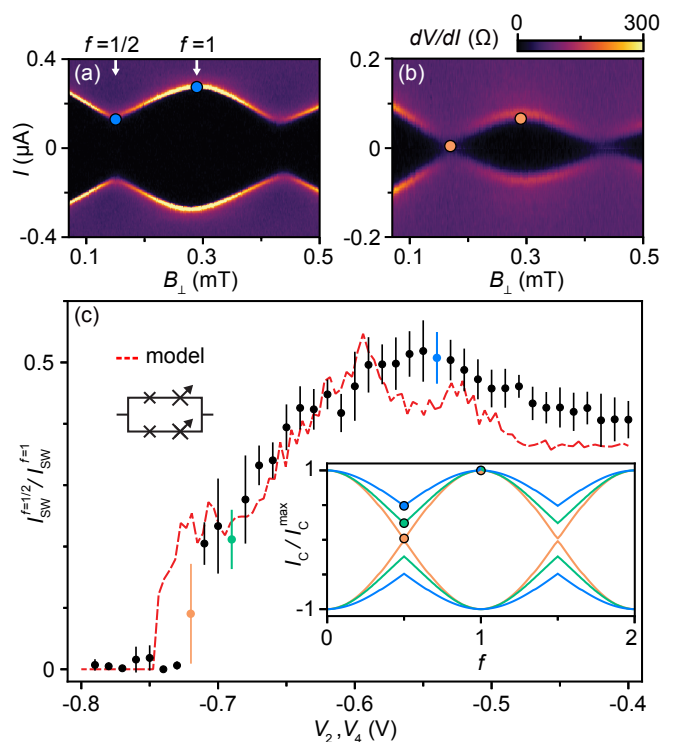 dV/dI (Ω) 0 300
f=1/2 f=1
(a)
(b)
0.4
0
-0.4
I (μA)
0.1 0.3 0.5
B⊥ (mT)
0.2
0
-0.2
0.1 0.3 0.5
B⊥ (mT)
(c)
model
0.5
0
I_SW^{f=1/2} / I_SW^{f=1}
1
-1
I_C / I_C^max
0 1 2
f
-0.8 -0.7 -0.6 -0.5 -0.4
V₂,V₄ (V)